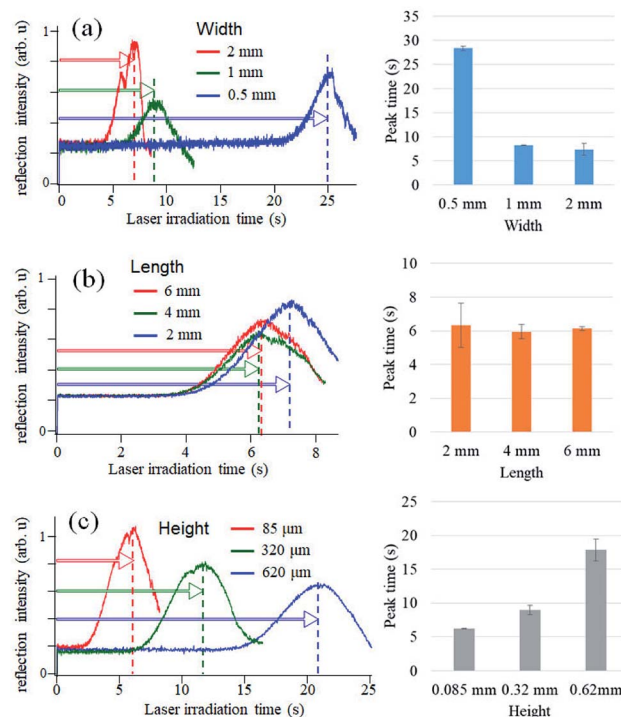 (a)
Width
2 mm
1 mm
0.5 mm
reflection intensity (arb. u)
1
0
0 5 10 15 20 25
Laser irradiation time (s)
Peak time (s)
35
30
25
20
15
10
5
0
0.5 mm 1 mm 2 mm
Width
(b)
Length
6 mm
4 mm
2 mm
reflection intensity (arb. u)
1
0
0 2 4 6 8
Laser irradiation time (s)
Peak time (s)
10
8
6
4
2
0
2 mm 4 mm 6 mm
Length
(c)
Height
85 μm
320 μm
620 μm
reflection intensity (arb. u)
1
0
0 5 10 15 20 25
Laser irradiation time (s)
Peak time (s)
25
20
15
10
5
0
0.085 mm 0.32 mm 0.62mm
Height